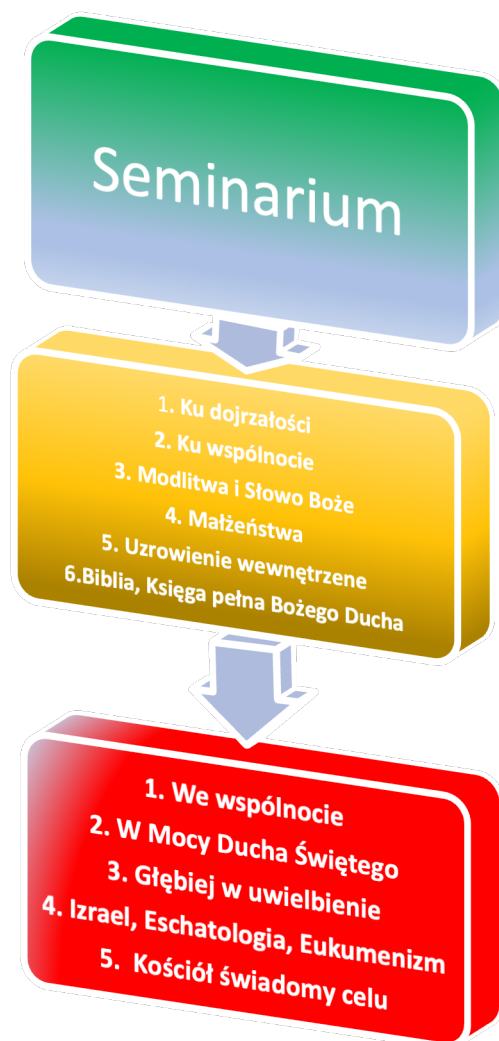 Seminarium
1. Ku dojrzałości
2. Ku wspólnocie
3. Modlitwa i Słowo Boże
4. Małżeństwa
5. Uzrowienie wewnętrzene
6.Biblia, Księga pełna Bożego Ducha
1. We wspólnocie
2. W Mocy Ducha Świętego
3. Głębiej w uwielbienie
4. Izrael, Eschatologia, Eukumenizm
5. Kościół świadomy celu